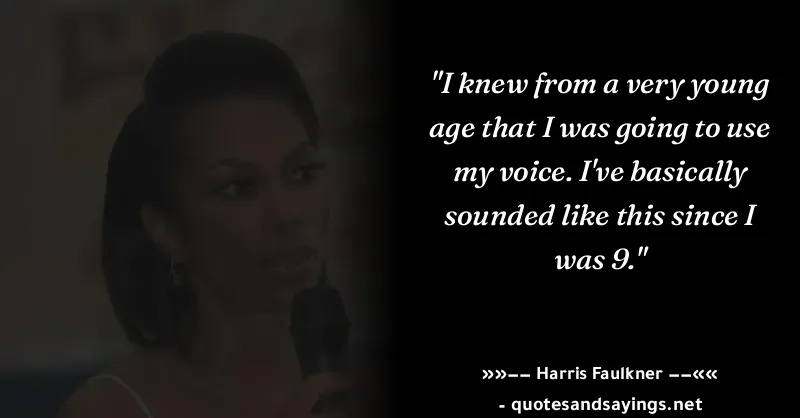 "I knew from a very young
age that I was going to use
my voice. I've basically
sounded like this since I
was 9."
»»−− Harris Faulkner −−««
- quotesandsayings.net